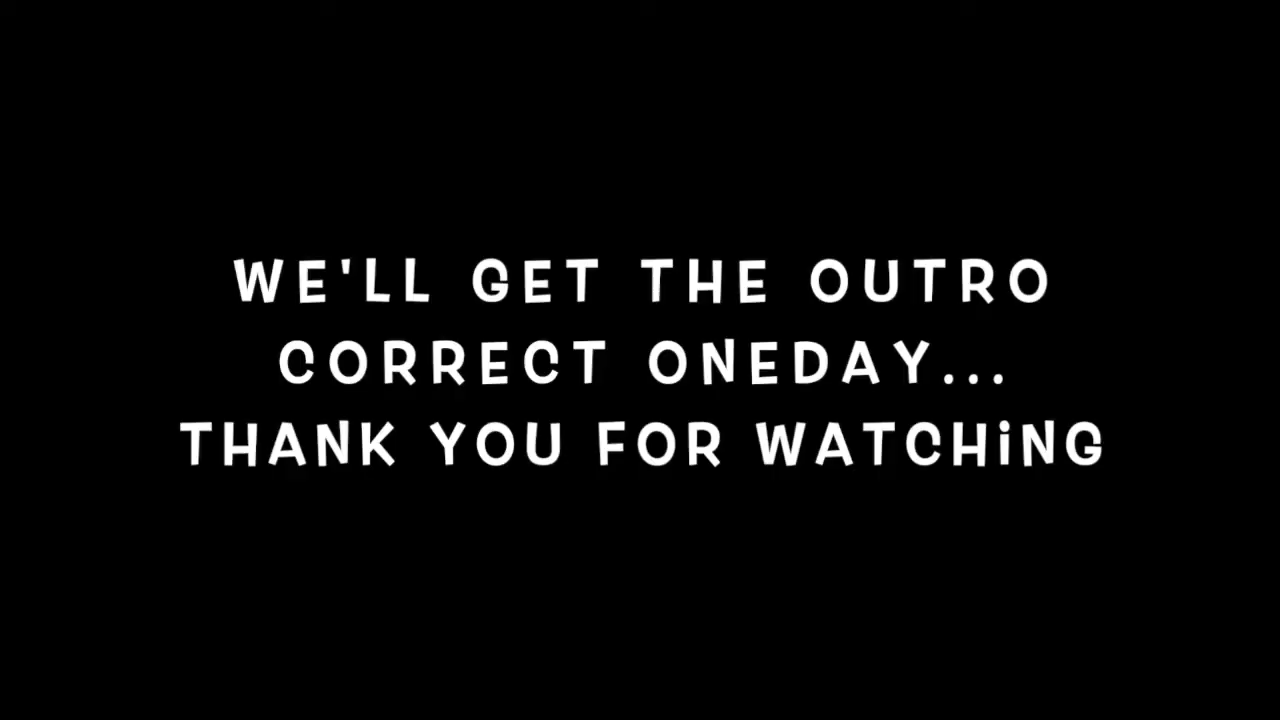 WE'LL GET THE OUTRO
CORRECT ONEDAY...
THANK YOU FOR WATCHiNG